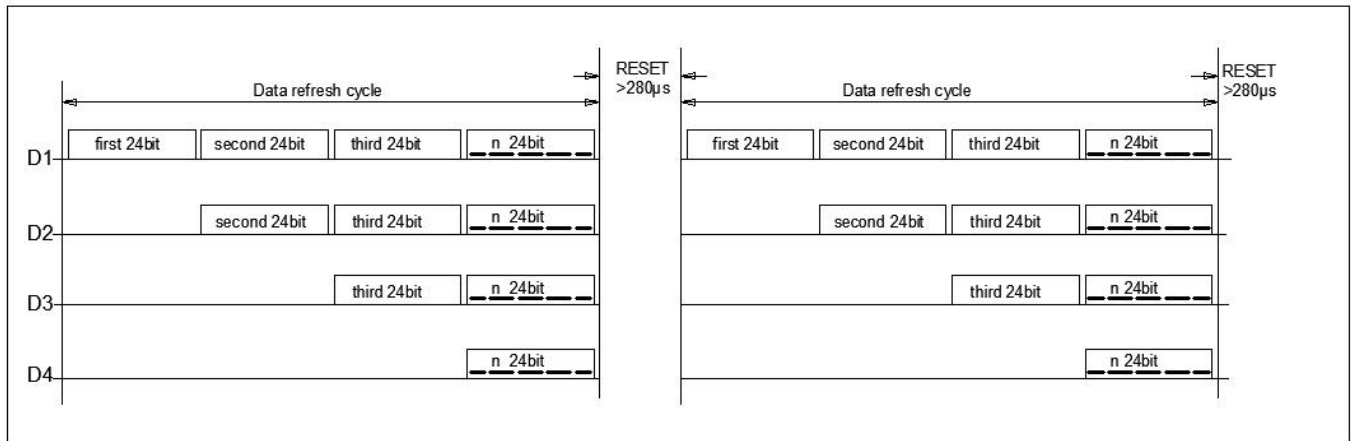 RESET
>280μs
RESET
>280μs
Data refresh cycle
Data refresh cycle
D1
first 24bit
second 24bit
third 24bit
n 24bit
first 24bit
second 24bit
third 24bit
n 24bit
D2
second 24bit
third 24bit
n 24bit
second 24bit
third 24bit
n 24bit
D3
third 24bit
n 24bit
third 24bit
n 24bit
D4
n 24bit
n 24bit